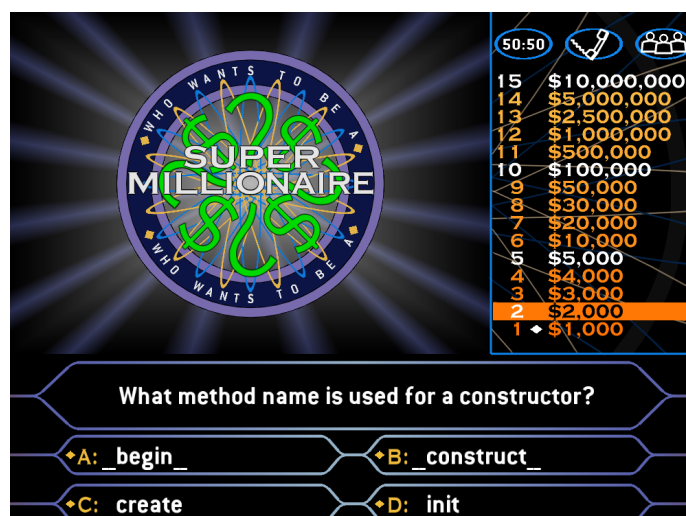 WHO WANTS TO BE A
SUPER
MILLIONAIRE
WHO WANTS TO BE A
50:50
15 $10,000,000
14 $5,000,000
13 $2,500,000
12 $1,000,000
11 $500,000
10 $100,000
9 $50,000
8 $30,000
7 $20,000
6 $10,000
5 $5,000
4 $4,000
3 $3,000
2 $2,000
1 ◆ $1,000
What method name is used for a constructor?
A: _begin_
B: _construct_
C: create
D: init